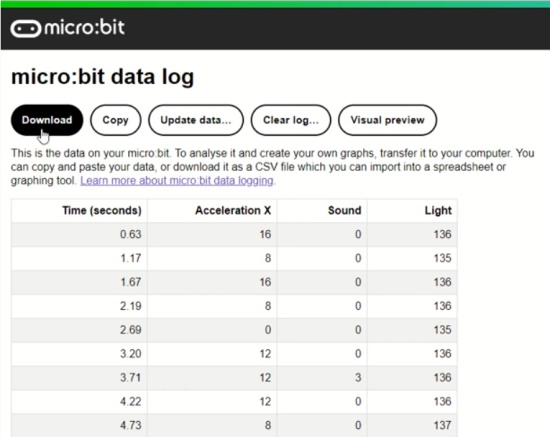 micro:bit
micro:bit data log
Download Copy Update data... Clear log... Visual preview
This is the data on your micro:bit. To analyse it and create your own graphs, transfer it to your computer. You
can copy and paste your data, or download it as a CSV file which you can import into a spreadsheet or
graphing tool. Learn more about micro:bit data logging.
Time (seconds) Acceleration X Sound Light
0.63 16 0 136
1.17 8 0 135
1.67 16 0 136
2.19 8 0 136
2.69 0 0 135
3.20 12 0 136
3.71 12 3 136
4.22 12 0 136
4.73 8 0 137